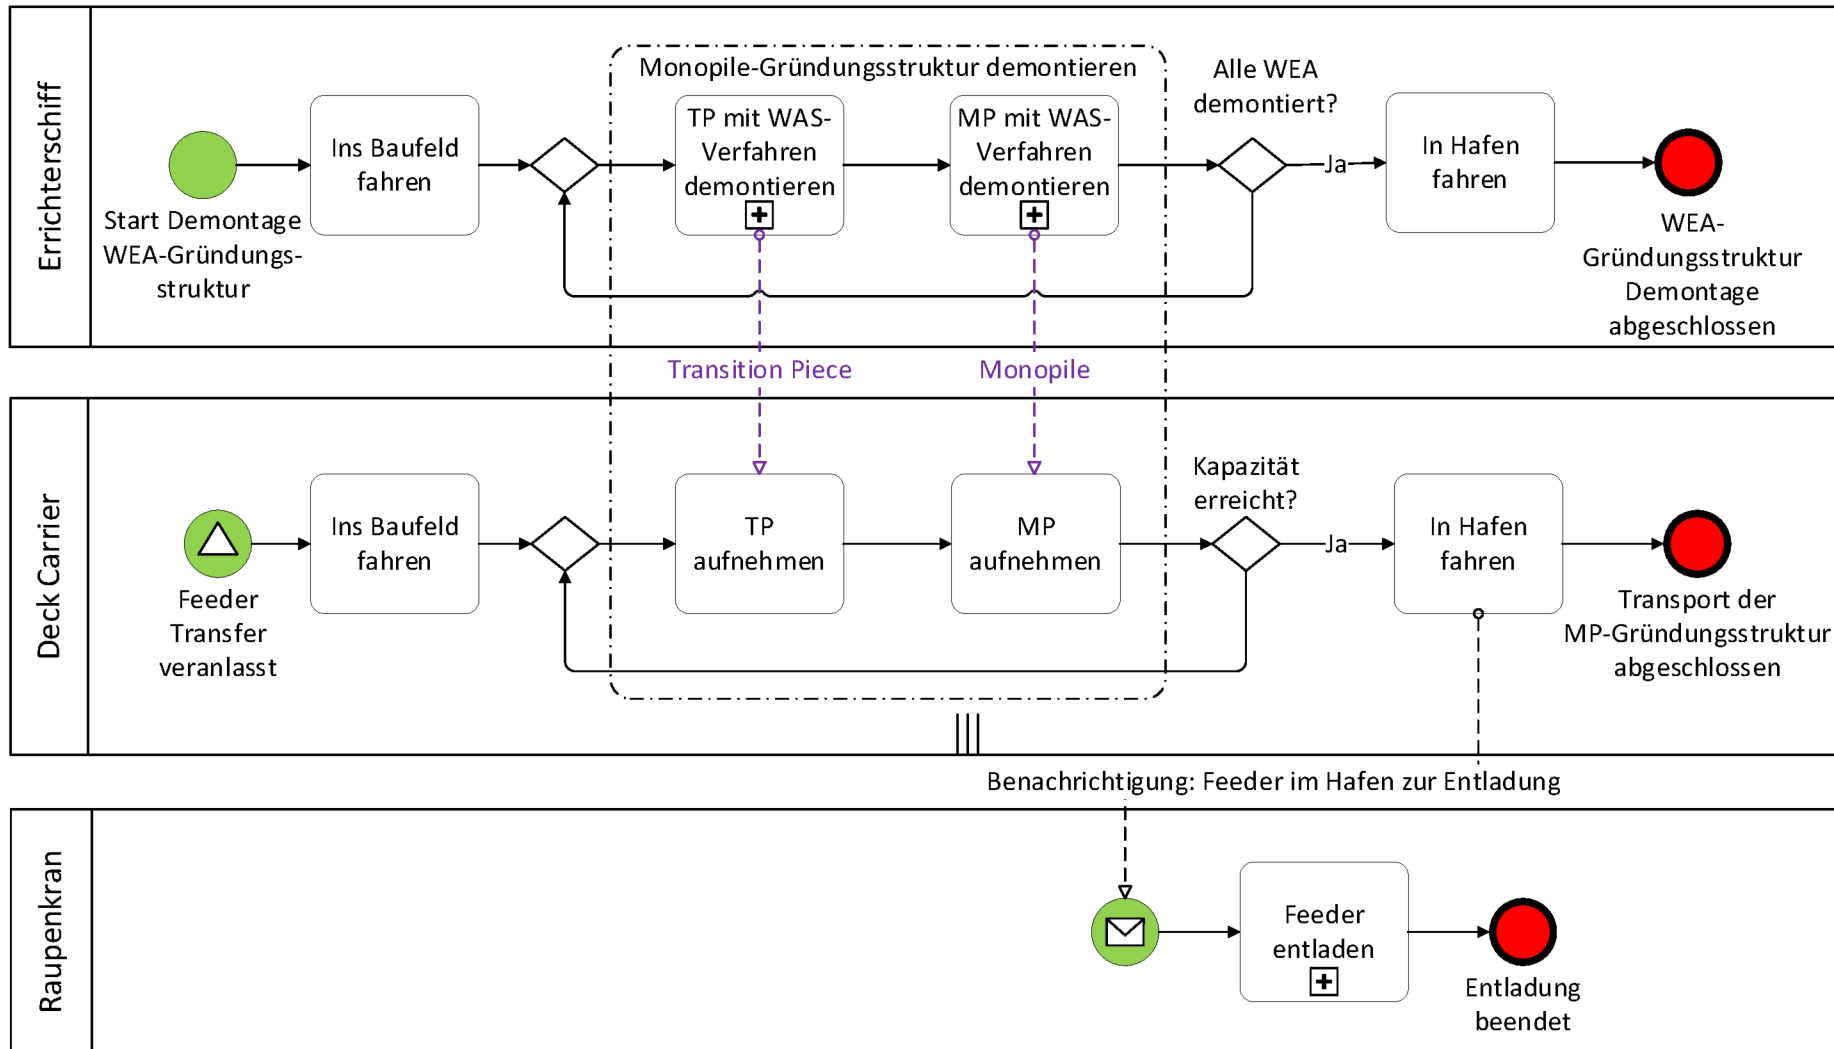 Errichterschiff
Monopile-Gründungsstruktur demontieren
Start Demontage
WEA-Gründungs-
struktur
Ins Baufeld
fahren
TP mit WAS-
Verfahren
demontieren
MP mit WAS-
Verfahren
demontieren
Alle WEA
demontiert?
Ja
In Hafen
fahren
WEA-
Gründungsstruktur
Demontage
abgeschlossen
Transition Piece
Monopile
Deck Carrier
Feeder
Transfer
veranlasst
Ins Baufeld
fahren
TP
aufnehmen
MP
aufnehmen
Kapazität
erreicht?
Ja
In Hafen
fahren
Transport der
MP-Gründungsstruktur
abgeschlossen
Benachrichtigung: Feeder im Hafen zur Entladung
Raupenkran
Feeder
entladen
Entladung
beendet